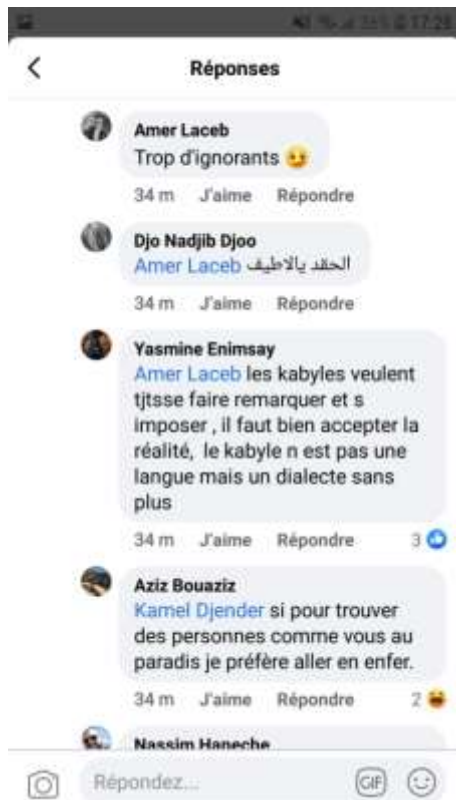 17:28
Réponses
Amer Laceb
Trop d'ignorants
34 m J'aime Répondre
Djo Nadjib Djoo
Amer Laceb الحقد يالاطيف
34 m J'aime Répondre
Yasmine Enimsay
Amer Laceb les kabyles veulent
tjtsse faire remarquer et s
imposer , il faut bien accepter la
réalité, le kabyle n est pas une
langue mais un dialecte sans
plus
34 m J'aime Répondre 3
Aziz Bouaziz
Kamel Djender si pour trouver
des personnes comme vous au
paradis je préfère aller en enfer.
34 m J'aime Répondre 2
Nassim Haneche
Répondez...
GIF